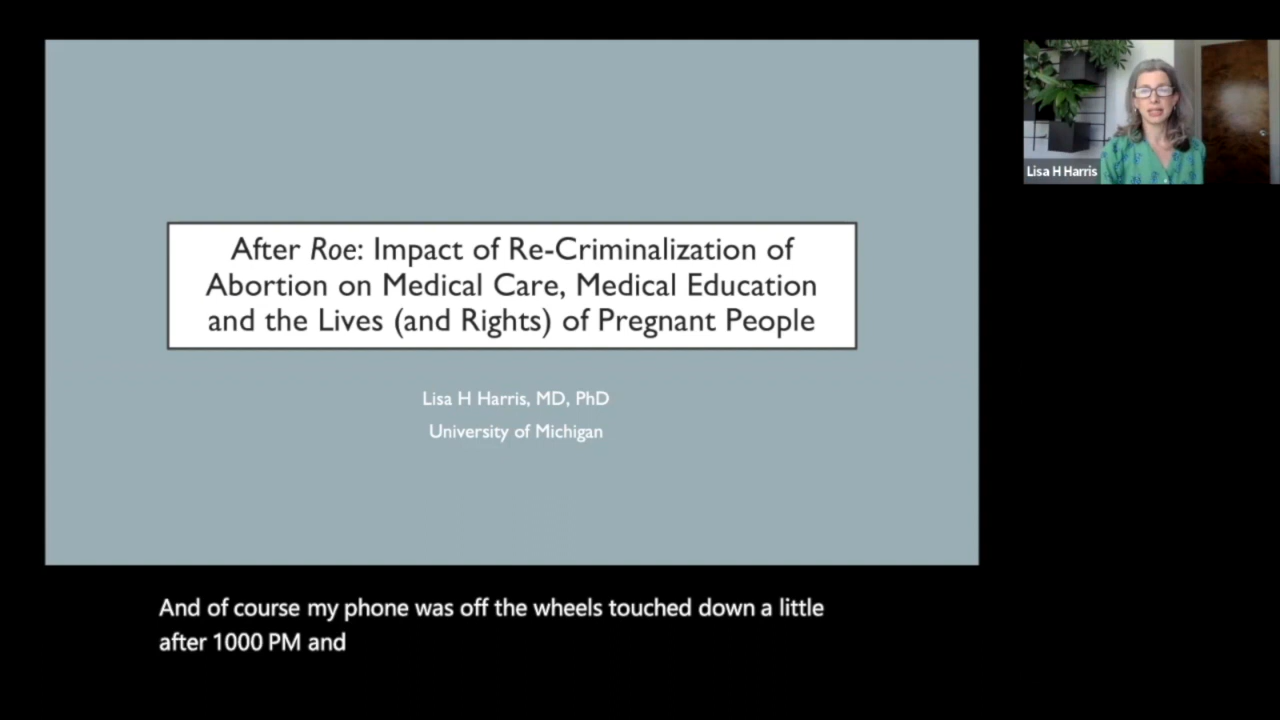 After Roe: Impact of Re-Criminalization of
Abortion on Medical Care, Medical Education
and the Lives (and Rights) of Pregnant People
Lisa H Harris, MD, PhD
University of Michigan
Lisa H Harris
And of course my phone was off the wheels touched down a little
after 1000 PM and